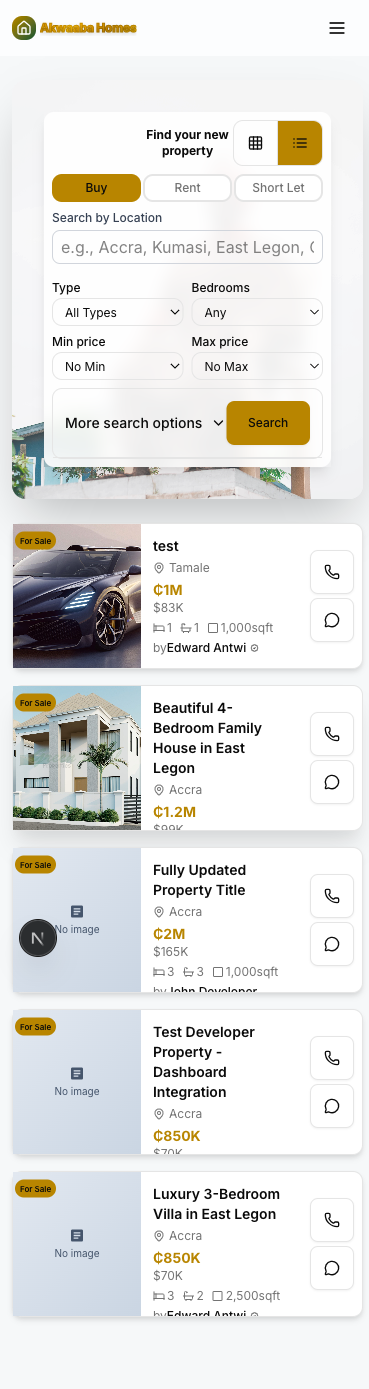 Akwaaba Homes
Find your new
property
Buy
Rent
Short Let
Search by Location
e.g., Accra, Kumasi, East Legon, C
Type
Bedrooms
All Types
Any
Min price
Max price
No Min
No Max
More search options
Search
For Sale
test
Tamale
₵1M
$83K
1 1 1,000sqft
byEdward Antwi
For Sale
Beautiful 4-
Bedroom Family
House in East
Legon
Accra
₵1.2M
$99K
For Sale
No image
N
Fully Updated
Property Title
Accra
₵2M
$165K
3 3 1,000sqft
by John Developer
For Sale
No image
Test Developer
Property -
Dashboard
Integration
Accra
₵850K
$70K
For Sale
No image
Luxury 3-Bedroom
Villa in East Legon
Accra
₵850K
$70K
3 2 2,500sqft
byEdward Antwi